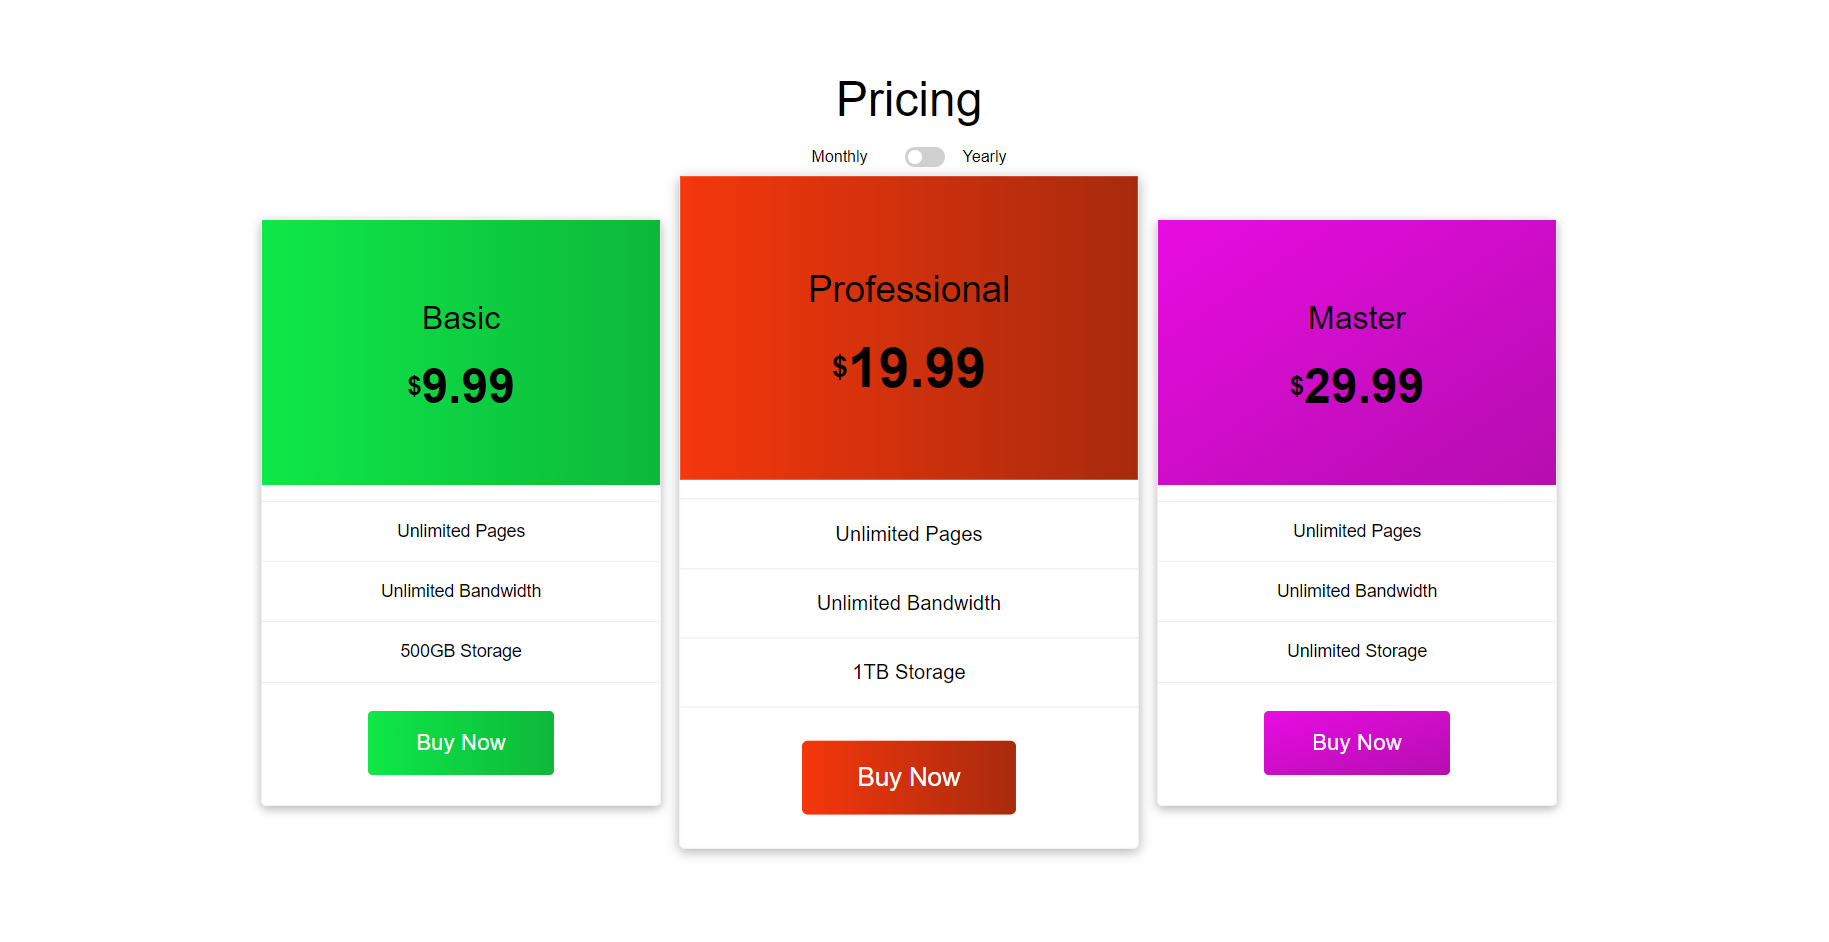 Pricing
Monthly Yearly
Basic
$9.99
Unlimited Pages
Unlimited Bandwidth
500GB Storage
Buy Now
Professional
$19.99
Unlimited Pages
Unlimited Bandwidth
1TB Storage
Buy Now
Master
$29.99
Unlimited Pages
Unlimited Bandwidth
Unlimited Storage
Buy Now